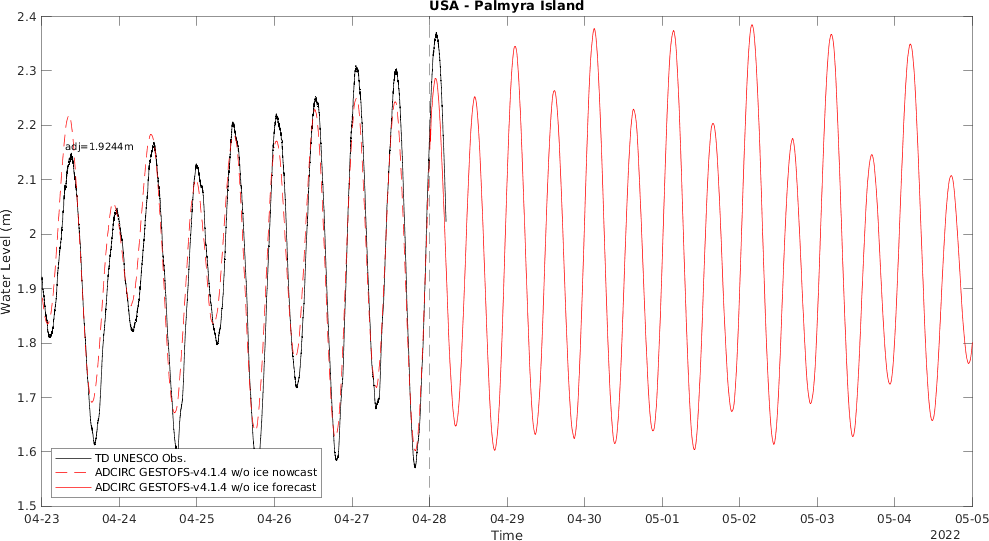 USA - Palmyra Island
2.4
2.3
2.2
adj=1.9244m
2.1
2
Water Level (m)
1.9
1.8
1.7
1.6
TD UNESCO Obs.
ADCIRC GESTOFS-v4.1.4 w/o ice nowcast
ADCIRC GESTOFS-v4.1.4 w/o ice forecast
1.5
04-23 04-24 04-25 04-26 04-27 04-28 04-29 04-30 05-01 05-02 05-03 05-04 05-05
Time
2022